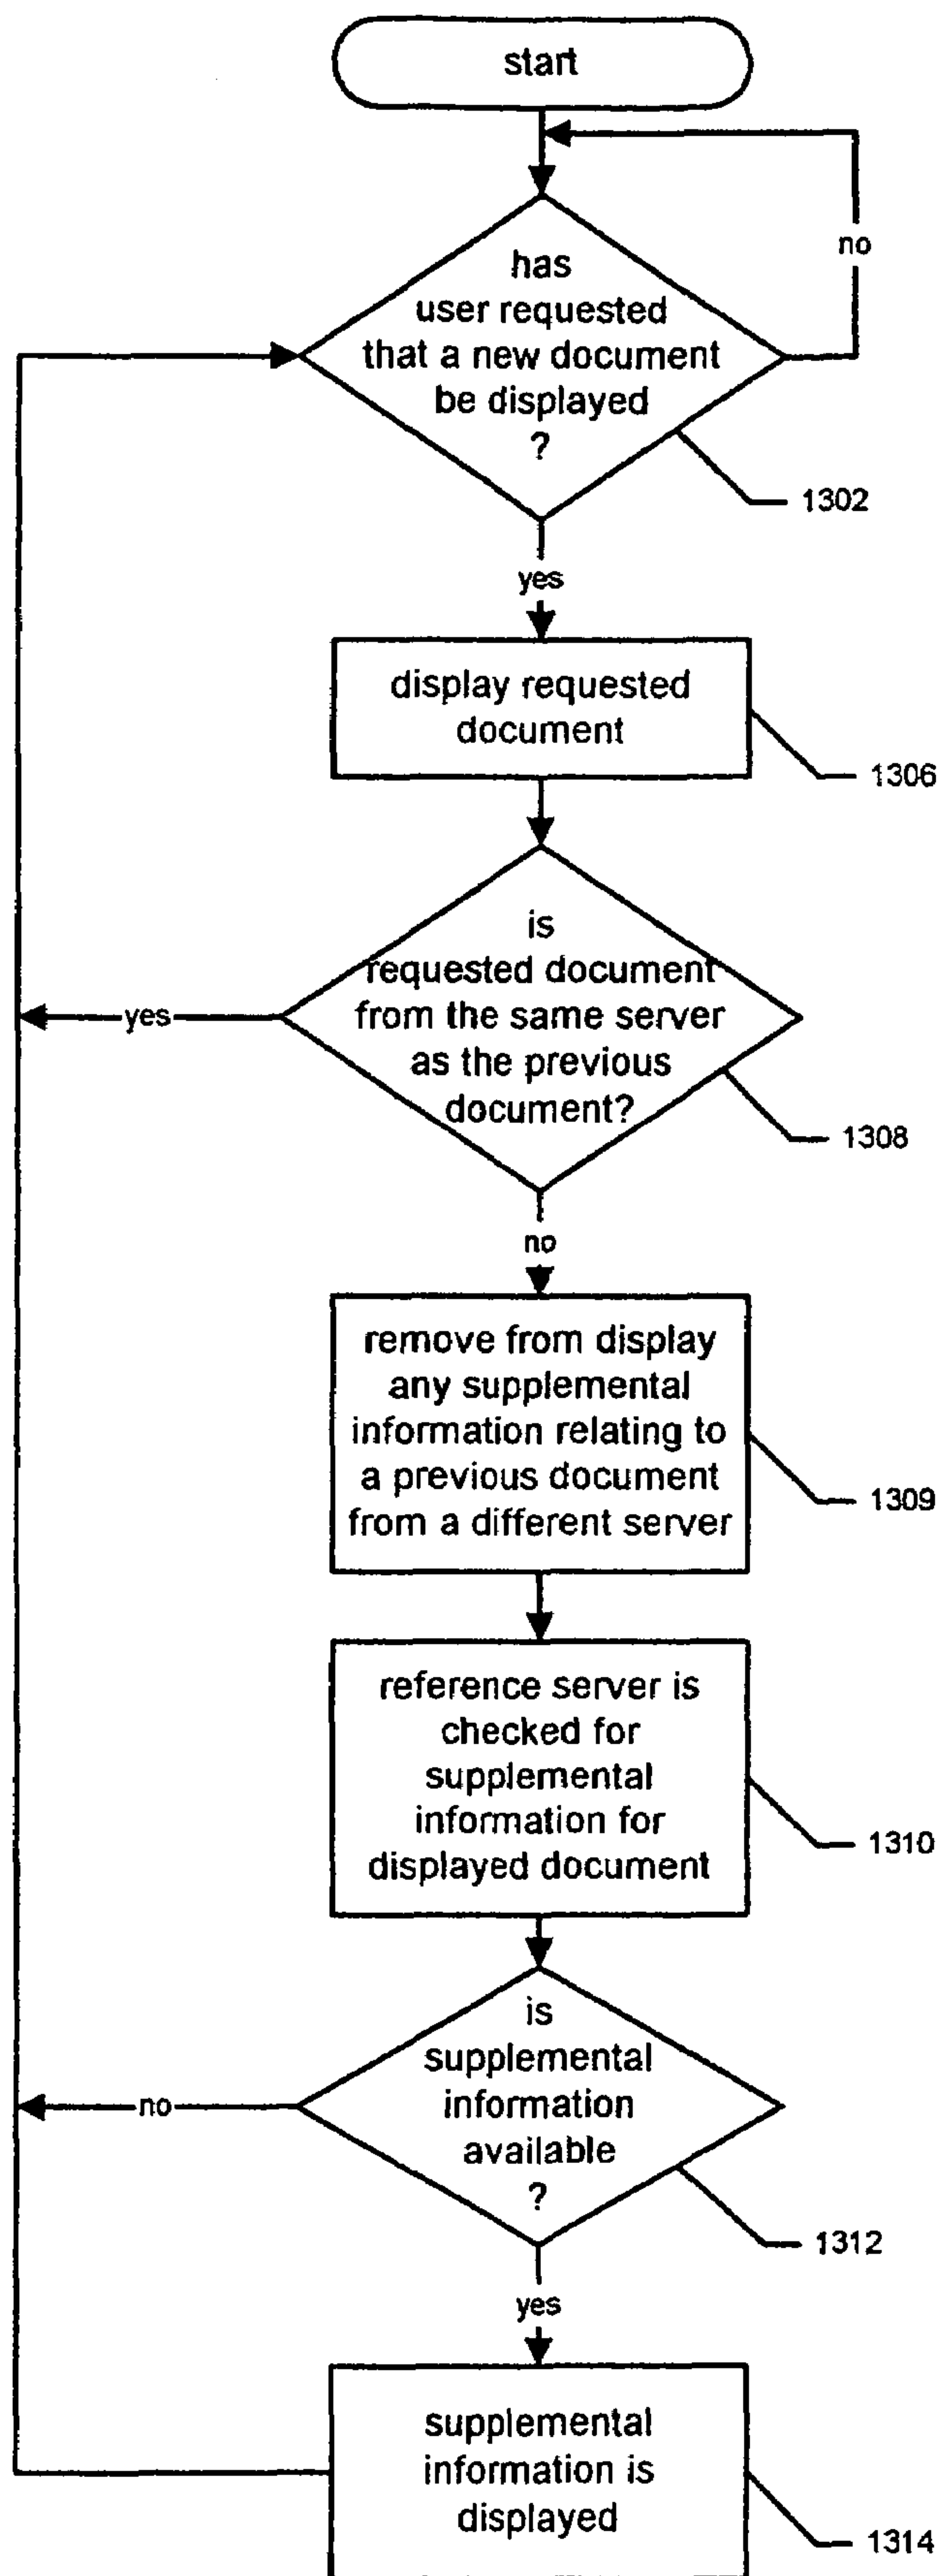 start
no
has
user requested
that a new document
be displayed
?
1302
yes
display requested
document
1306
is
requested document
from the same server
as the previous
document?
yes
1308
no
remove from display
any supplemental
information relating to
a previous document
from a different server
1309
reference server is
checked for
supplemental
information for
displayed document
1310
is
supplemental
information
available
?
no
1312
yes
supplemental
information is
displayed
1314